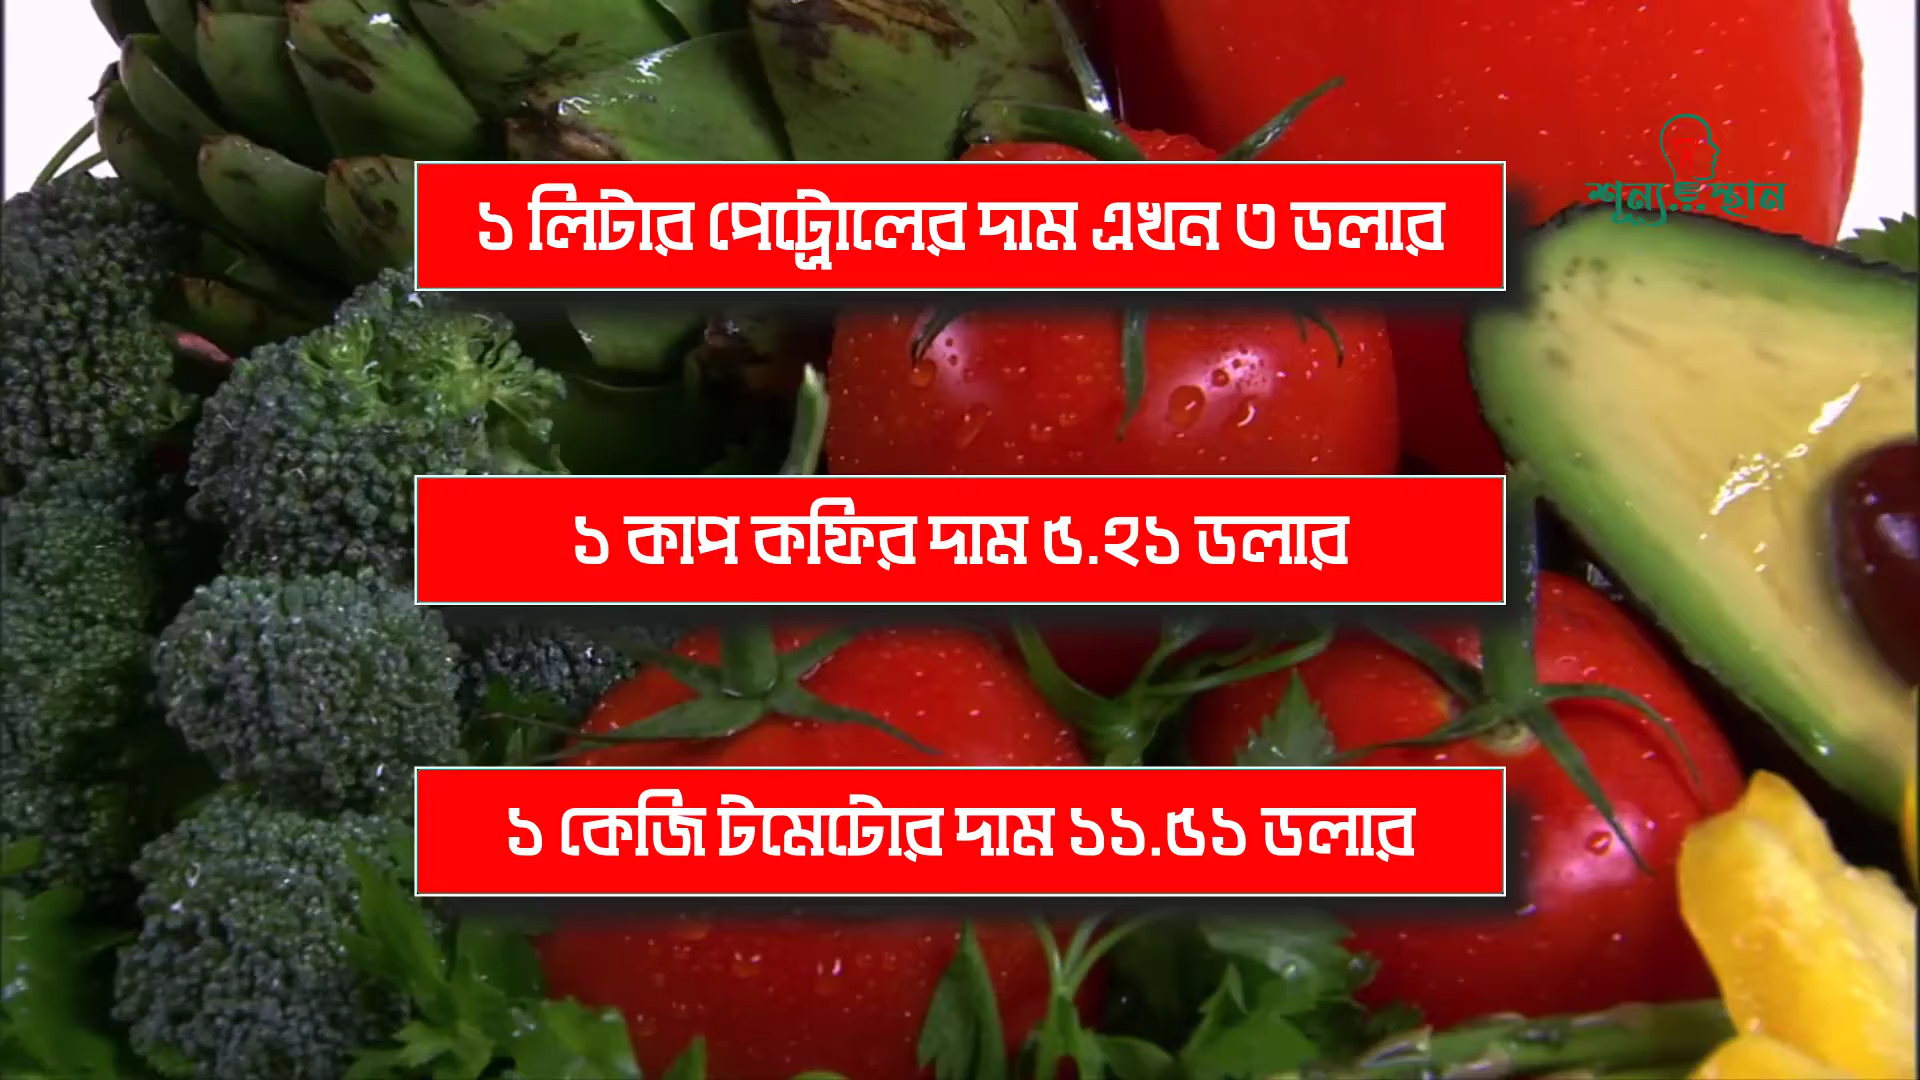 শূন্যস্থান
১ লিটার পেট্রোলের দাম এখন ৩ ডলার
১ কাপ কফির দাম ৫.২১ ডলার
১ কেজি টমেটোর দাম ১১.৫১ ডলার